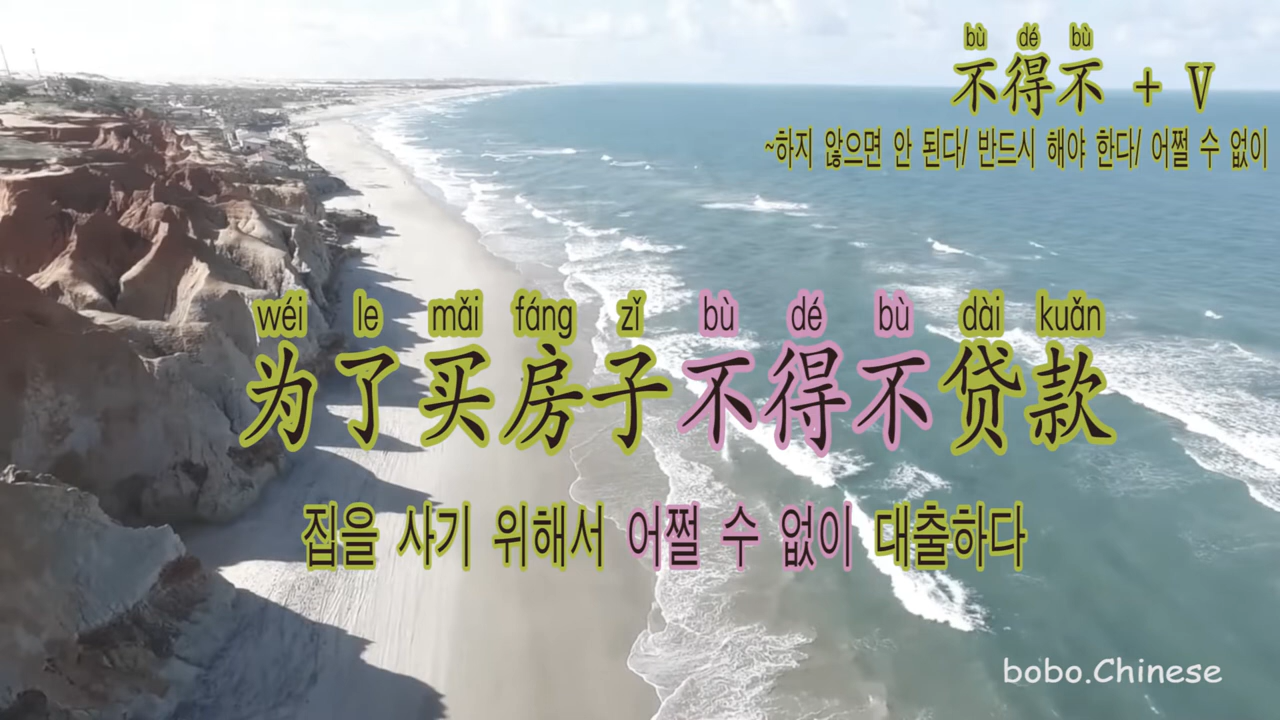 bù dé bù
不得不 + V
~하지 않으면 안 된다/ 반드시 해야 한다/ 어쩔 수 없이
wéi le mǎi fáng zǐ bù dé bù dài kuǎn
为了买房子不得不贷款
집을 사기 위해서 어쩔 수 없이 대출하다
bobo.Chinese